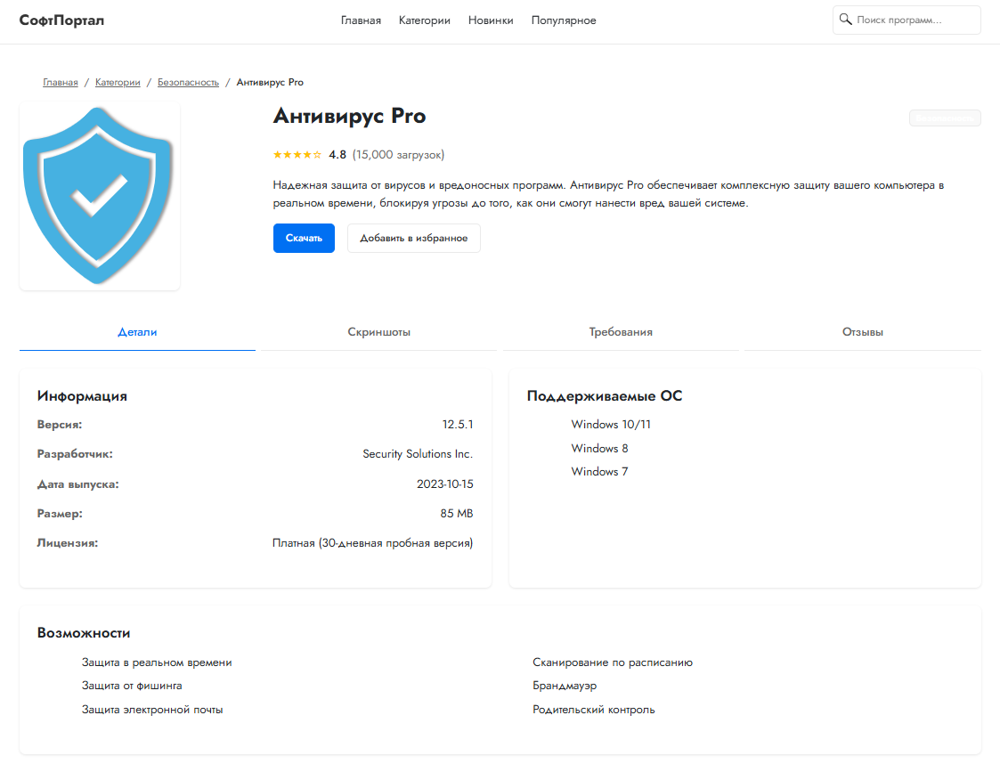 СофтПортал
Главная Категории Новинки Популярное
Поиск программ...
Главная / Категории / Безопасность / Антивирус Pro
Антивирус Pro
★★★★☆ 4.8 (15,000 загрузок)
Надежная защита от вирусов и вредоносных программ. Антивирус Pro обеспечивает комплексную защиту вашего компьютера в
реальном времени, блокируя угрозы до того, как они смогут нанести вред вашей системе.
Скачать
Добавить в избранное
Детали Скриншоты Требования Отзывы
Информация
Версия: 12.5.1
Разработчик: Security Solutions Inc.
Дата выпуска: 2023-10-15
Размер: 85 MB
Лицензия: Платная (30-дневная пробная версия)
Поддерживаемые ОС
Windows 10/11
Windows 8
Windows 7
Возможности
Защита в реальном времени
Защита от фишинга
Защита электронной почты
Сканирование по расписанию
Брандмауэр
Родительский контроль